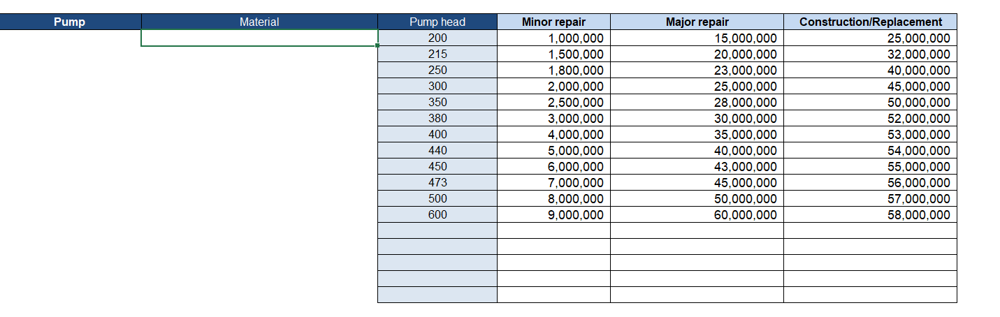 Pump Material Pump head Minor repair Major repair Construction/Replacement
200 1,000,000 15,000,000 25,000,000
215 1,500,000 20,000,000 32,000,000
250 1,800,000 23,000,000 40,000,000
300 2,000,000 25,000,000 45,000,000
350 2,500,000 28,000,000 50,000,000
380 3,000,000 30,000,000 52,000,000
400 4,000,000 35,000,000 53,000,000
440 5,000,000 40,000,000 54,000,000
450 6,000,000 43,000,000 55,000,000
473 7,000,000 45,000,000 56,000,000
500 8,000,000 50,000,000 57,000,000
600 9,000,000 60,000,000 58,000,000